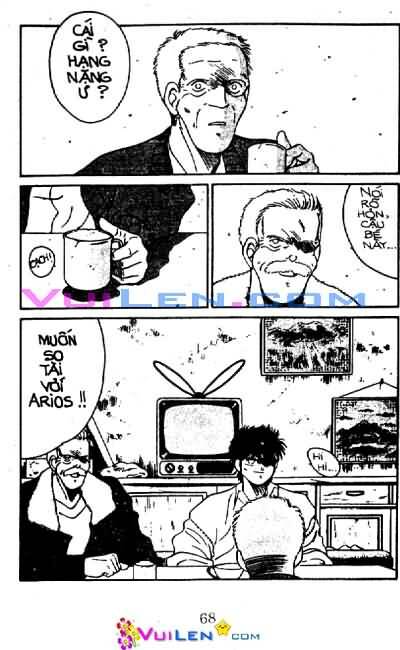 CÁI
GÌ?
HẠNG
NẶNG
Ư?
NÓI
RÕ
HƠN,
CẬU
BÉ
NÀY...
CẠCH!
VUILEN.COM
MUỐN
SO
TÀI
VỚI
ARIOS!!
HI
HI...
68
VUILEN.COM